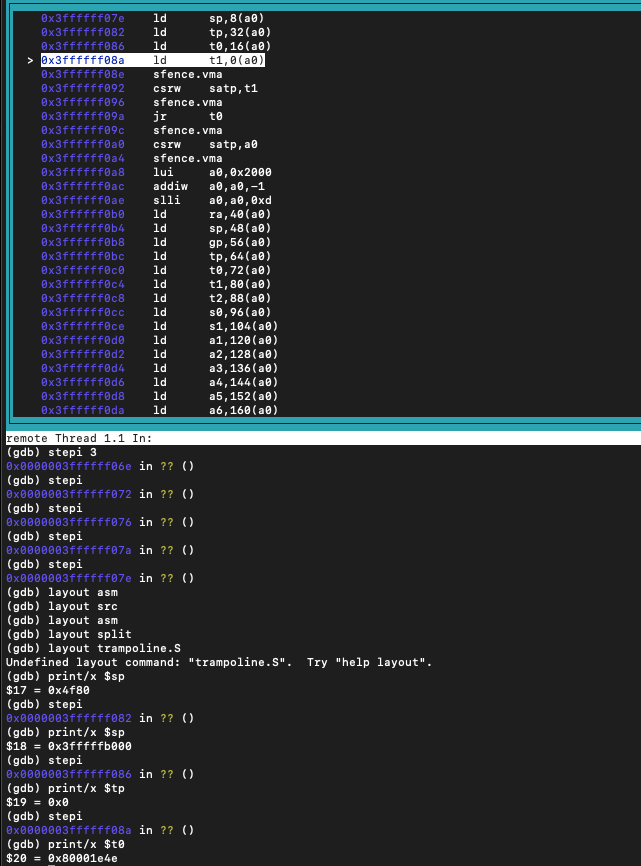 0x3ffffff07e ld sp,8(a0)
0x3ffffff082 ld tp,32(a0)
0x3ffffff086 ld t0,16(a0)
> 0x3ffffff08a ld t1,0(a0)
0x3ffffff08e sfence.vma
0x3ffffff092 csrw satp,t1
0x3ffffff096 sfence.vma
0x3ffffff09a jr t0
0x3ffffff09c sfence.vma
0x3ffffff0a0 csrw satp,a0
0x3ffffff0a4 sfence.vma
0x3ffffff0a8 lui a0,0x2000
0x3ffffff0ac addiw a0,a0,-1
0x3ffffff0ae slli a0,a0,0xd
0x3ffffff0b0 ld ra,40(a0)
0x3ffffff0b4 ld sp,48(a0)
0x3ffffff0b8 ld gp,56(a0)
0x3ffffff0bc ld tp,64(a0)
0x3ffffff0c0 ld t0,72(a0)
0x3ffffff0c4 ld t1,80(a0)
0x3ffffff0c8 ld t2,88(a0)
0x3ffffff0cc ld s0,96(a0)
0x3ffffff0ce ld s1,104(a0)
0x3ffffff0d0 ld a1,120(a0)
0x3ffffff0d2 ld a2,128(a0)
0x3ffffff0d4 ld a3,136(a0)
0x3ffffff0d6 ld a4,144(a0)
0x3ffffff0d8 ld a5,152(a0)
0x3ffffff0da ld a6,160(a0)
remote Thread 1.1 In:
(gdb) stepi 3
0x0000003ffffff06e in ?? ()
(gdb) stepi
0x0000003ffffff072 in ?? ()
(gdb) stepi
0x0000003ffffff076 in ?? ()
(gdb) stepi
0x0000003ffffff07a in ?? ()
(gdb) stepi
0x0000003ffffff07e in ?? ()
(gdb) layout asm
(gdb) layout src
(gdb) layout asm
(gdb) layout split
(gdb) layout trampoline.S
Undefined layout command: "trampoline.S".  Try "help layout".
(gdb) print/x $sp
$17 = 0x4f80
(gdb) stepi
0x0000003ffffff082 in ?? ()
(gdb) print/x $sp
$18 = 0x3fffffb000
(gdb) stepi
0x0000003ffffff086 in ?? ()
(gdb) print/x $tp
$19 = 0x0
(gdb) stepi
0x0000003ffffff08a in ?? ()
(gdb) print/x $t0
$20 = 0x80001e4e